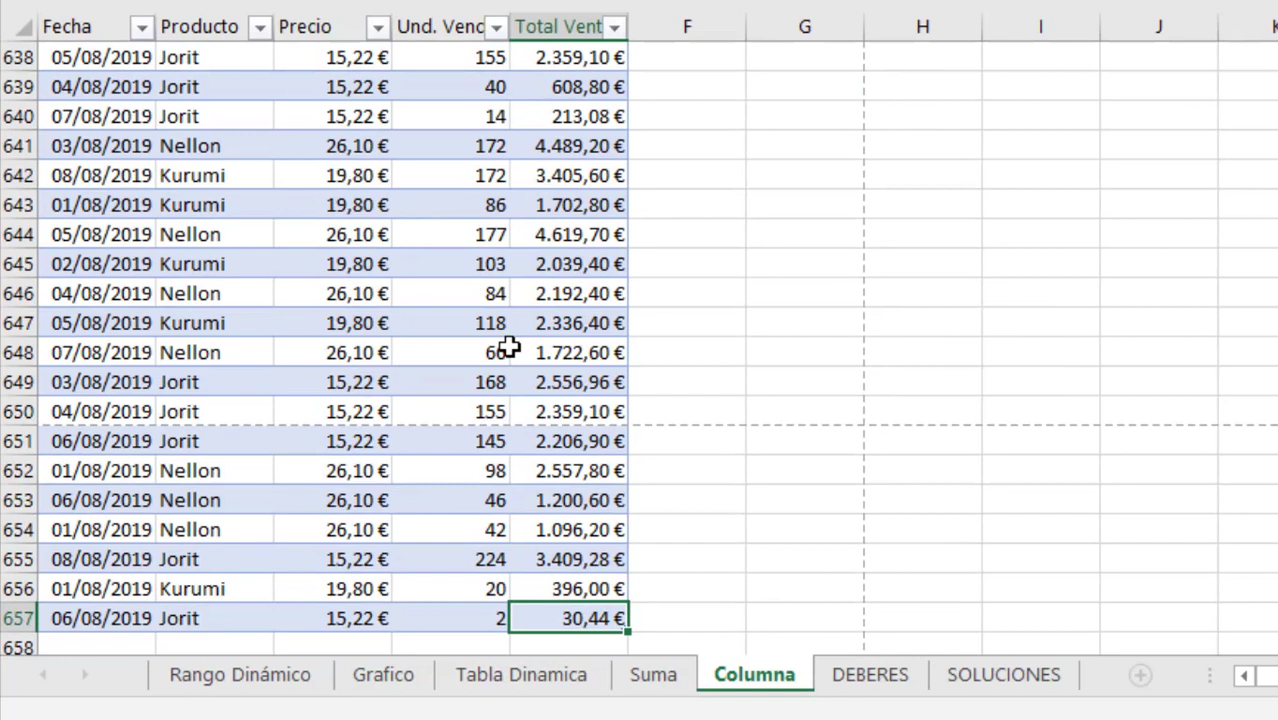 Fecha Producto Precio Und. Venc Total Vent F G H I J K
638 05/08/2019 Jorit 15,22 € 155 2.359,10 €
639 04/08/2019 Jorit 15,22 € 40 608,80 €
640 07/08/2019 Jorit 15,22 € 14 213,08 €
641 03/08/2019 Nellon 26,10 € 172 4.489,20 €
642 08/08/2019 Kurumi 19,80 € 172 3.405,60 €
643 01/08/2019 Kurumi 19,80 € 86 1.702,80 €
644 05/08/2019 Nellon 26,10 € 177 4.619,70 €
645 02/08/2019 Kurumi 19,80 € 103 2.039,40 €
646 04/08/2019 Nellon 26,10 € 84 2.192,40 €
647 05/08/2019 Kurumi 19,80 € 118 2.336,40 €
648 07/08/2019 Nellon 26,10 € 1.722,60 €
649 03/08/2019 Jorit 15,22 € 168 2.556,96 €
650 04/08/2019 Jorit 15,22 € 155 2.359,10 €
651 06/08/2019 Jorit 15,22 € 145 2.206,90 €
652 01/08/2019 Nellon 26,10 € 98 2.557,80 €
653 06/08/2019 Nellon 26,10 € 46 1.200,60 €
654 01/08/2019 Nellon 26,10 € 42 1.096,20 €
655 08/08/2019 Jorit 15,22 € 224 3.409,28 €
656 01/08/2019 Kurumi 19,80 € 20 396,00 €
657 06/08/2019 Jorit 15,22 € 2 30,44 €
658
Rango Dinámico Grafico Tabla Dinamica Suma Columna DEBERES SOLUCIONES